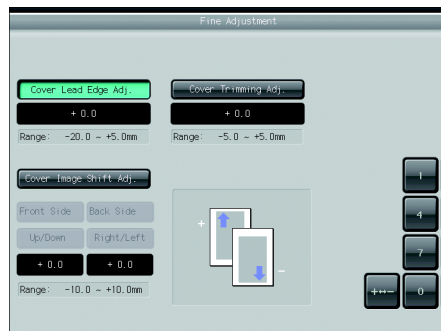 Fine Adjustment
Cover Lead Edge Adj.
Cover Trimming Adj.
+ 0.0
+ 0.0
Range: -20.0 ~ +5.0mm
Range: -5.0 ~ +5.0mm
Cover Image Shift Adj.
Front Side
Back Side
Up/Down
Right/Left
+ 0.0
+ 0.0
Range: -10.0 ~ +10.0mm
+
-
1
4
7
+↔-
0